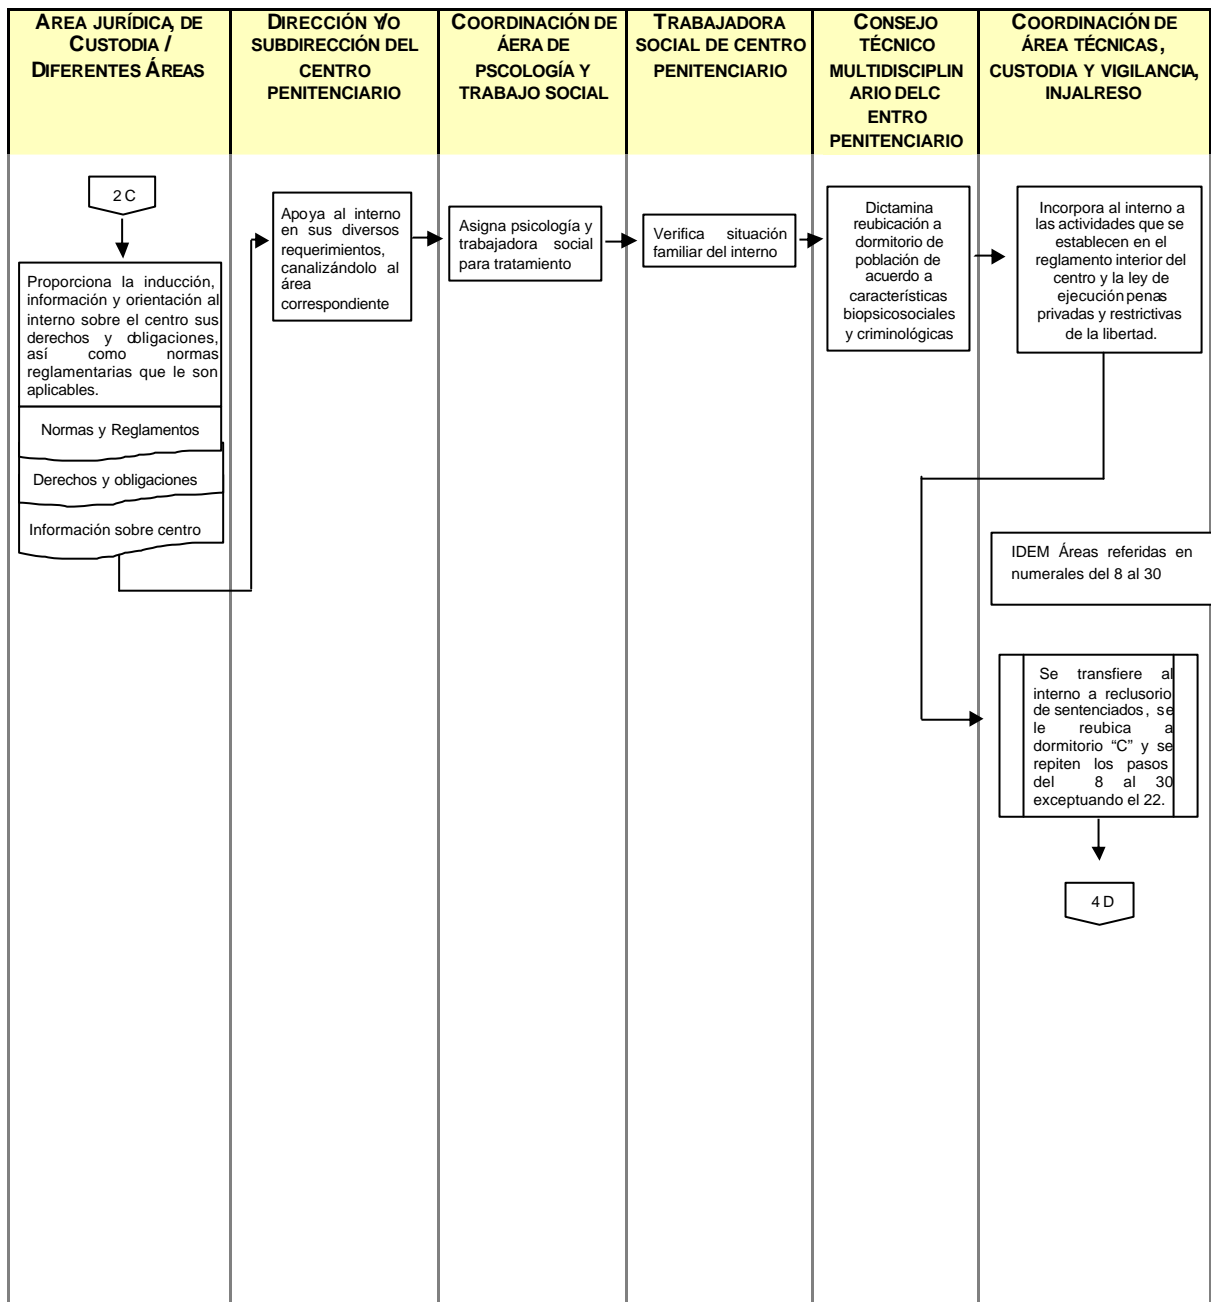 AREA JURÍDICA, DE
CUSTODIA /
DIFERENTES ÁREAS
DIRECCIÓN Y/O
SUBDIRECCIÓN DEL
CENTRO
PENITENCIARIO
COORDINACIÓN DE
ÁERA DE
PSCOLOGÍA Y
TRABAJO SOCIAL
TRABAJADORA
SOCIAL DE CENTRO
PENITENCIARIO
CONSEJO
TÉCNICO
MULTIDISCIPLIN
ARIO DELC
ENTRO
PENITENCIARIO
COORDINACIÓN DE
ÁREA TÉCNICAS,
CUSTODIA Y VIGILANCIA,
INJALRESO
2 C
Proporciona la inducción,
información y orientación al
interno sobre el centro sus
derechos y obligaciones,
así como normas
reglamentarias que le son
aplicables.
Normas y Reglamentos
Derechos y obligaciones
Información sobre centro
Apoya al interno
en sus diversos
requerimientos,
canalizándolo al
área
correspondiente
Asigna psicología y
trabajadora social
para tratamiento
Verifica situación
familiar del interno
Dictamina
reubicación a
dormitorio de
población de
acuerdo a
características
biopsicosociales
y criminológicas
Incorpora al interno a
las actividades que se
establecen en el
reglamento interior del
centro y la ley de
ejecución penas
privadas y restrictivas
de la libertad.
IDEM Áreas referidas en
numerales del 8 al 30
Se transfiere al
interno a reclusorio
de sentenciados, se
le reubica a
dormitorio “C” y se
repiten los pasos
del 8 al 30
exceptuando el 22.
4 D